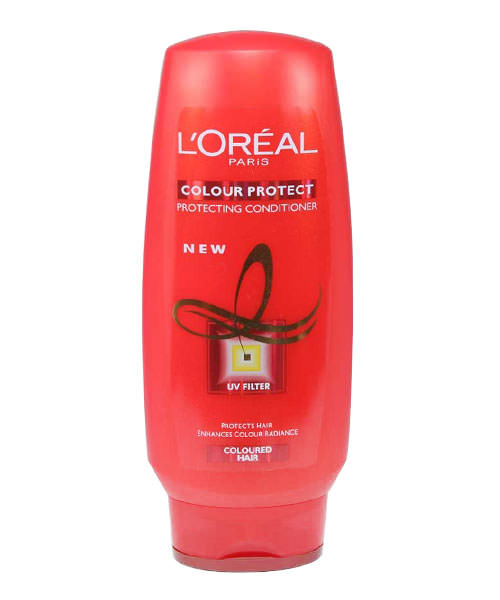 L'ORÉAL
PARIS
COLOUR PROTECT
PROTECTING CONDITIONER
NEW
UV FILTER
PROTECTS HAIR
ENHANCES COLOUR RADIANCE
COLOURED
HAIR